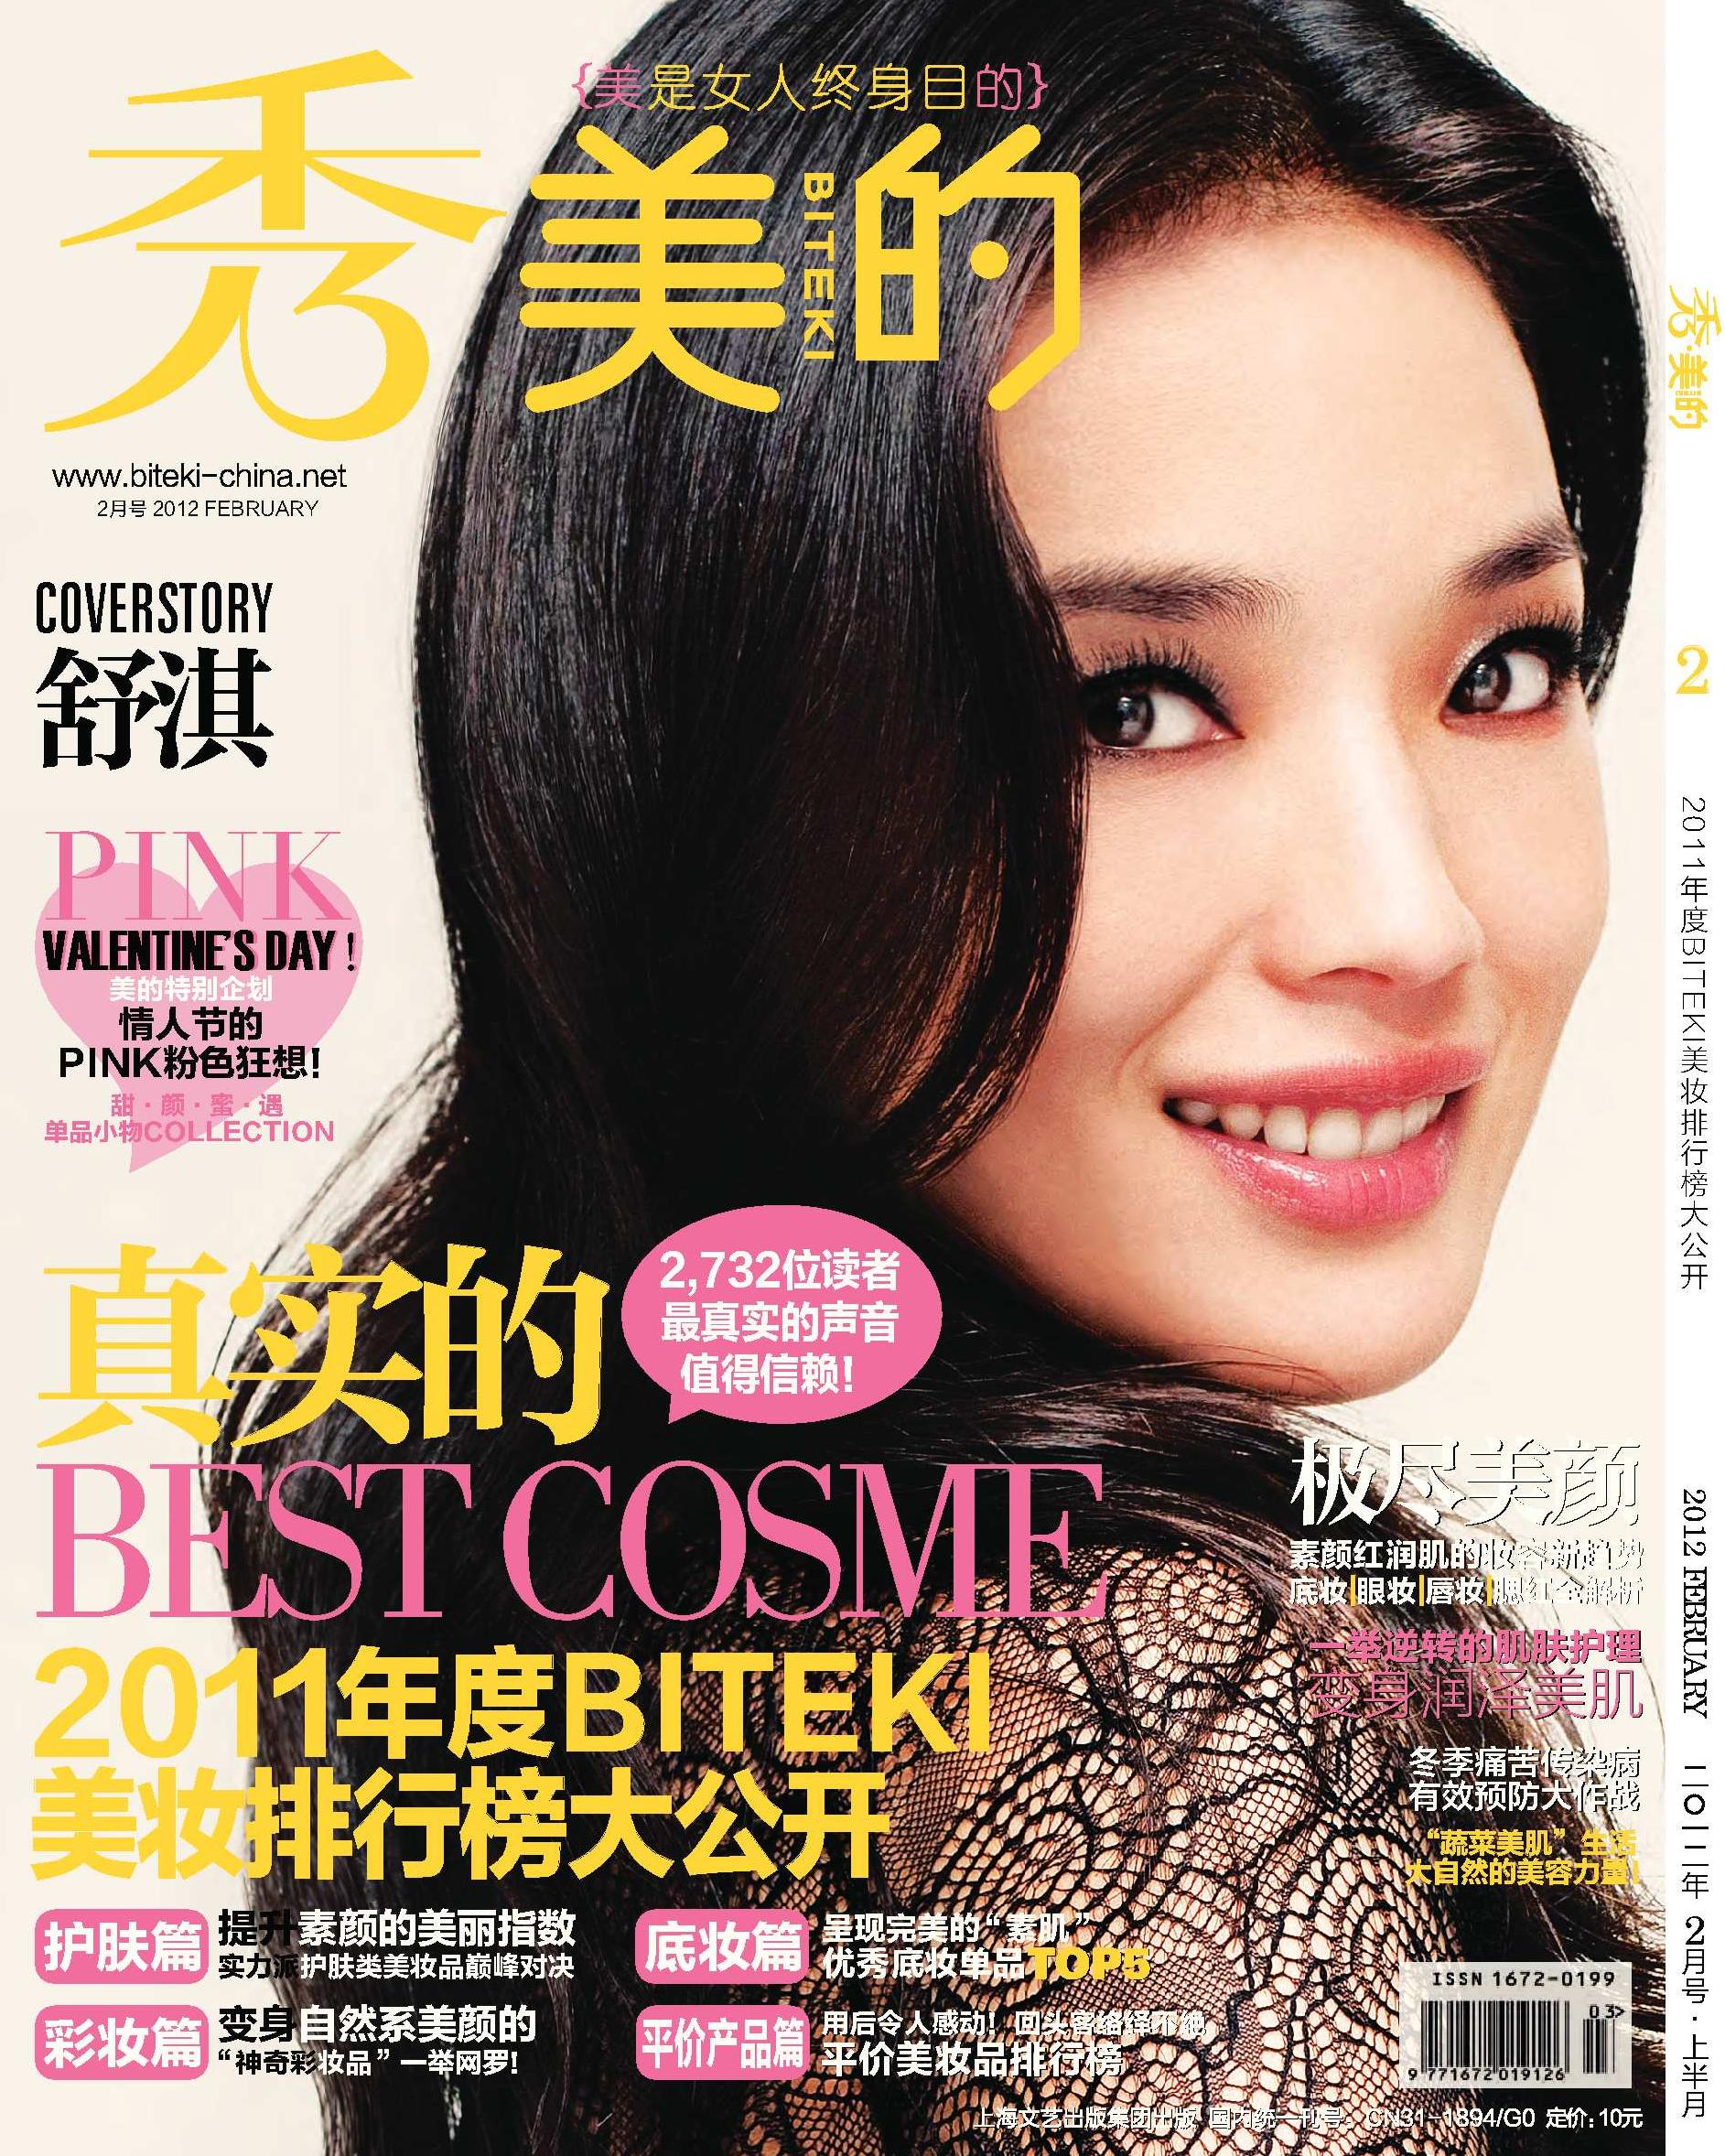 {美是女人终身目的}
秀美的
BITEKI
www.biteki-china.net
2月号 2012 FEBRUARY
COVERSTORY
舒淇
PINK
VALENTINE'S DAY!
美的特别企划
情人节的
PINK粉色狂想!
甜·颜·蜜·遇
单品小物COLLECTION
真实的
2,732位读者
最真实的声音
值得信赖!
BEST COSME
2011年度BITEKI
美妆排行榜大公开
护肤篇
提升素颜的美丽指数
实力派护肤类美妆品巅峰对决
彩妆篇
变身自然系美颜的
“神奇彩妆品”一举网罗!
底妆篇
呈现完美的“素肌”
优秀底妆单品TOP5
平价产品篇
用后令人感动!回头客络绎不绝
平价美妆品排行榜
极尽美颜
素颜红润肌的妆容新趋势
底妆|眼妆|唇妆|腮红全解析
一举逆转的肌肤护理
变身润泽美肌
冬季痛苦传染病
有效预防大作战
“蔬菜美肌”生活
大自然的美容力量!
ISSN 1672-0199
03>
9 771672 019126
上海文艺出版集团出版 国内统一刊号:CN31-1894/G0 定价:10元
秀·美的
2
2011年度BITEKI美妆排行榜大公开
2012 FEBRUARY
二〇一二年 2月号·上半月